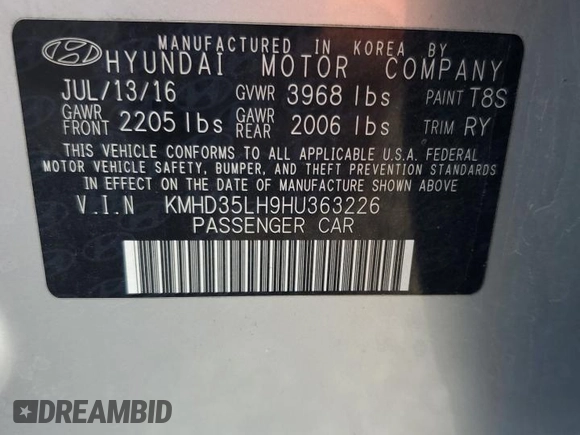 MANUFACTURED IN KOREA BY
HYUNDAI MOTOR COMPANY
JUL/13/16 GVWR 3968 lbs PAINT T8S
GAWR FRONT 2205 lbs GAWR REAR 2006 lbs TRIM RY
THIS VEHICLE CONFORMS TO ALL APPLICABLE U.S.A. FEDERAL
MOTOR VEHICLE SAFETY, BUMPER, AND THEFT STANDARDS
IN EFFECT ON THE DATE OF MANUFACTURE SHOWN ABOVE
V.I.N KMHD35LH9HU363226
PASSENGER CAR
DREAMBID